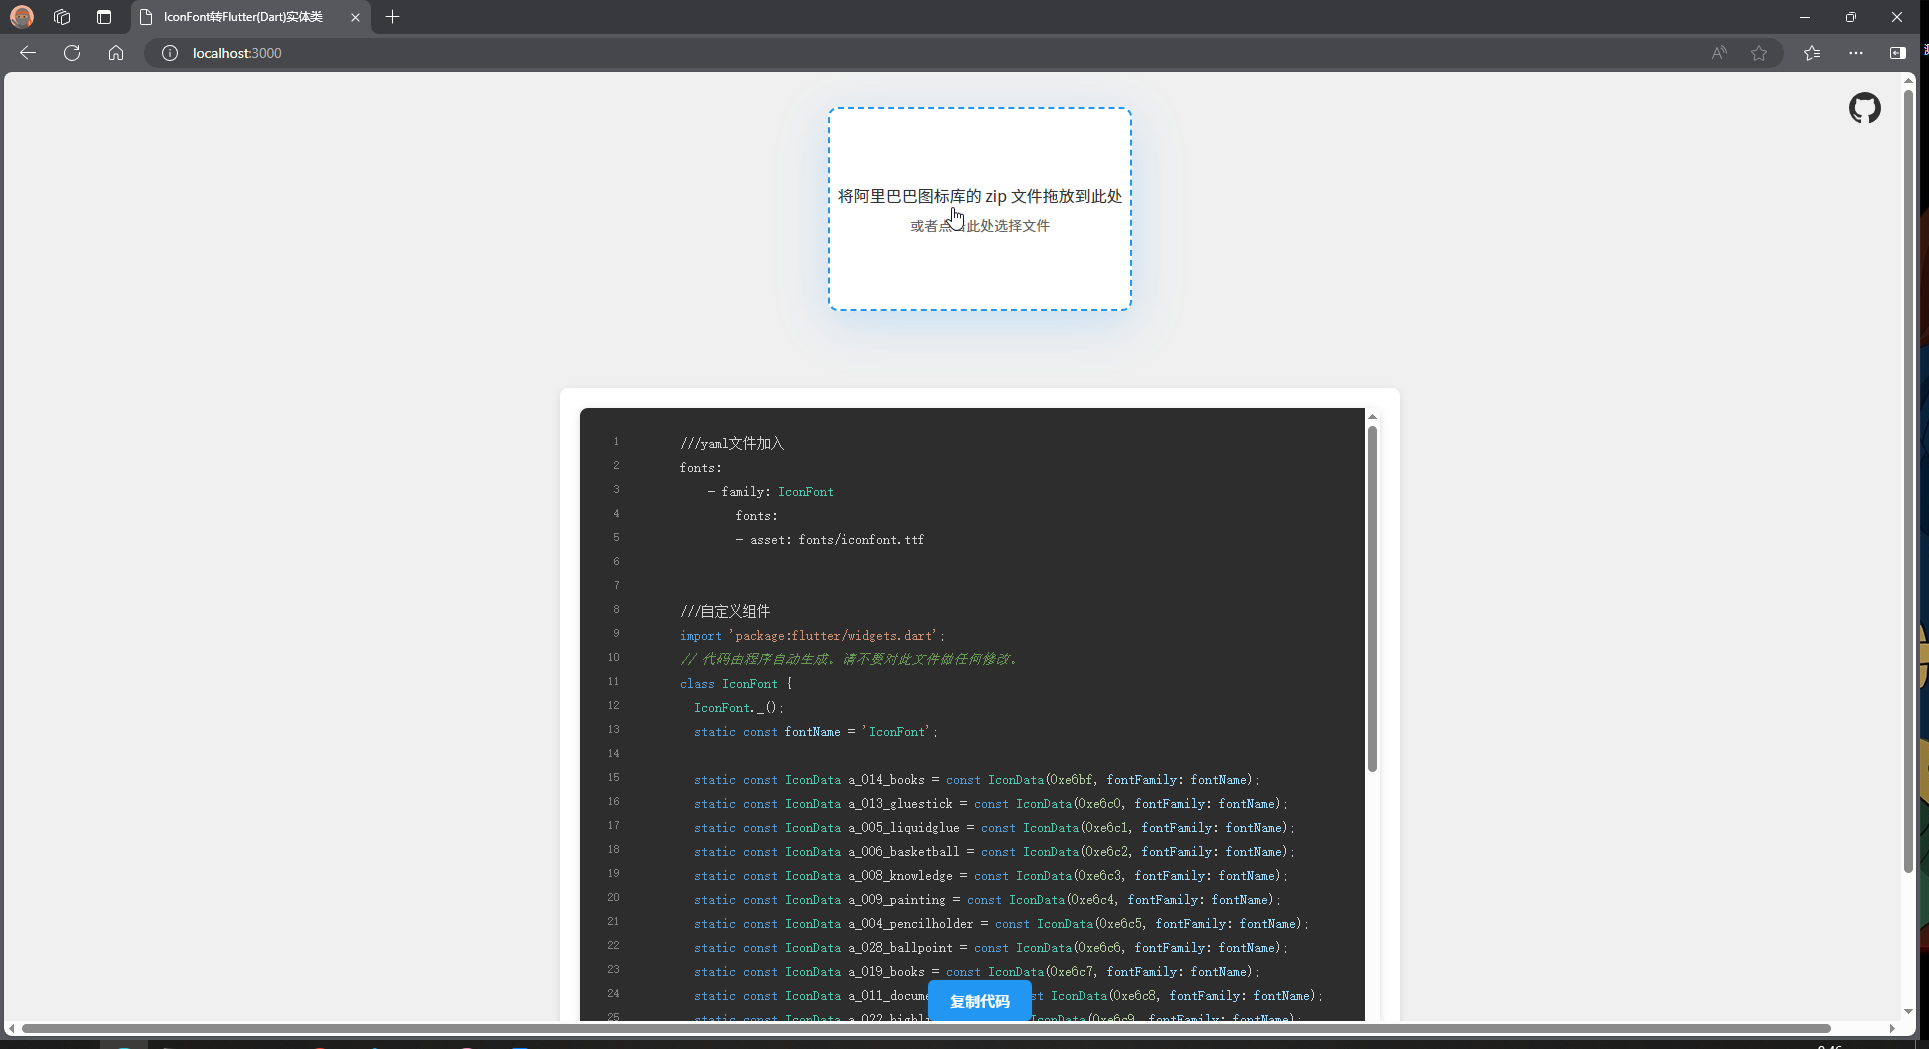 IconFont转Flutter(Dart)实体类
localhost:3000
将阿里巴巴图标库的 zip 文件拖放到此处
或者点击此处选择文件
1 ///yaml文件加入
2 fonts:
3 - family: IconFont
4 fonts:
5 - asset: fonts/iconfont.ttf
6
7
8 ///自定义组件
9 import 'package:flutter/widgets.dart';
10 // 代码由程序自动生成。请不要对此文件做任何修改。
11 class IconFont {
12 IconFont._();
13 static const fontName = 'IconFont';
14
15 static const IconData a_014_books = const IconData(0xe6bf, fontFamily: fontName);
16 static const IconData a_013_gluestick = const IconData(0xe6c0, fontFamily: fontName);
17 static const IconData a_005_liquidglue = const IconData(0xe6c1, fontFamily: fontName);
18 static const IconData a_006_basketball = const IconData(0xe6c2, fontFamily: fontName);
19 static const IconData a_008_knowledge = const IconData(0xe6c3, fontFamily: fontName);
20 static const IconData a_009_painting = const IconData(0xe6c4, fontFamily: fontName);
21 static const IconData a_004_pencilholder = const IconData(0xe6c5, fontFamily: fontName);
22 static const IconData a_028_ballpoint = const IconData(0xe6c6, fontFamily: fontName);
23 static const IconData a_019_books = const IconData(0xe6c7, fontFamily: fontName);
24 static const IconData a_011_docume st IconData(0xe6c8, fontFamily: fontName);
25 static const IconData a_022_highl IconData(0xe6c9, fontFamily: fontName);
复制代码